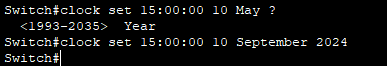 Switch#clock set 15:00:00 10 May ?
<1993-2035> Year
Switch#clock set 15:00:00 10 September 2024
Switch#